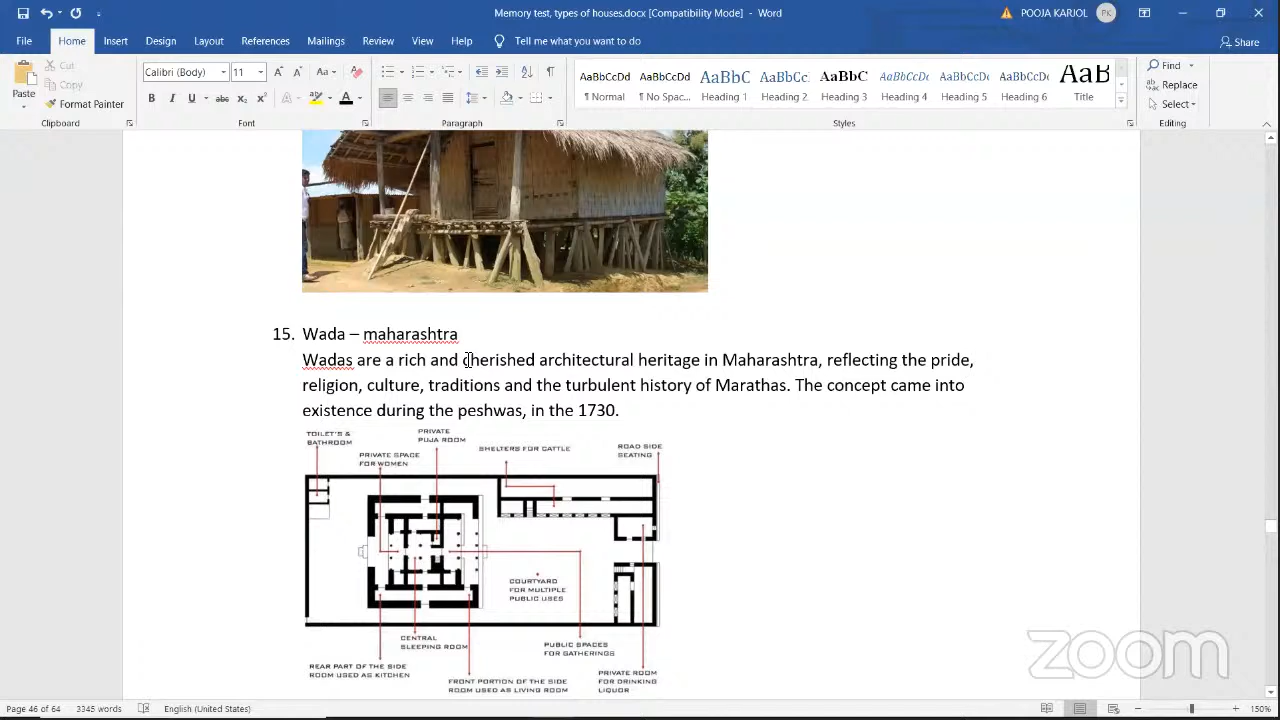 Memory test, types of houses.docx [Compatibility Mode] - Word
POOJA KARJOL PK
File Home Insert Design Layout References Mailings Review View Help Tell me what you want to do Share
Paste Cut Copy Format Painter
Calibri (Body) 11
B I U abc X2 X2
AaBbCcDd AaBbCcDd AaBbC AaBbCc. AaBbC AaBbCcDc AaBbCcDc AaBbCcDc AaB
¶ Normal ¶ No Spac... Heading 1 Heading 2 Heading 3 Heading 4 Heading 5 Heading 6 Title
Find Replace Select
Clipboard Font Paragraph Styles Editing
15. Wada – maharashtra
Wadas are a rich and cherished architectural heritage in Maharashtra, reflecting the pride,
religion, culture, traditions and the turbulent history of Marathas. The concept came into
existence during the peshwas, in the 1730.
TOILET'S &
BATHROOM
PRIVATE SPACE
FOR WOMEN
PRIVATE
PUJA ROOM
SHELTERS FOR CATTLE
ROAD SIDE
SEATING
COURTYARD
FOR MULTIPLE
PUBLIC USES
CENTRAL
SLEEPING ROOM
PUBLIC SPACES
FOR GATHERINGS
REAR PART OF THE SIDE
ROOM USED AS KITCHEN
FRONT PORTION OF THE SIDE
ROOM USED AS LIVING ROOM
PRIVATE ROOM
FOR DRINKING
LIQUOR
zoom
Page 46 of 64 3345 words English (United States) 150%